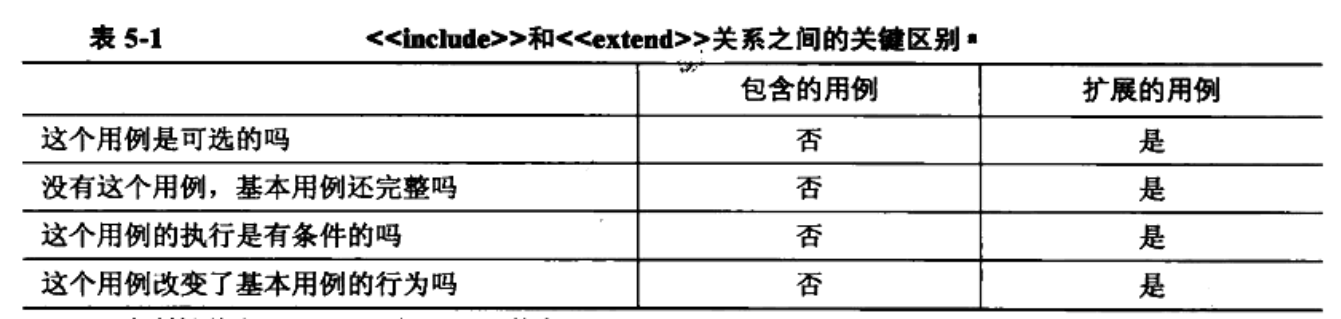 表 5-1 <<include>>和<<extend>>关系之间的关键区别ª
包含的用例 扩展的用例
这个用例是可选的吗 否 是
没有这个用例，基本用例还完整吗 否 是
这个用例的执行是有条件的吗 否 是
这个用例改变了基本用例的行为吗 否 是